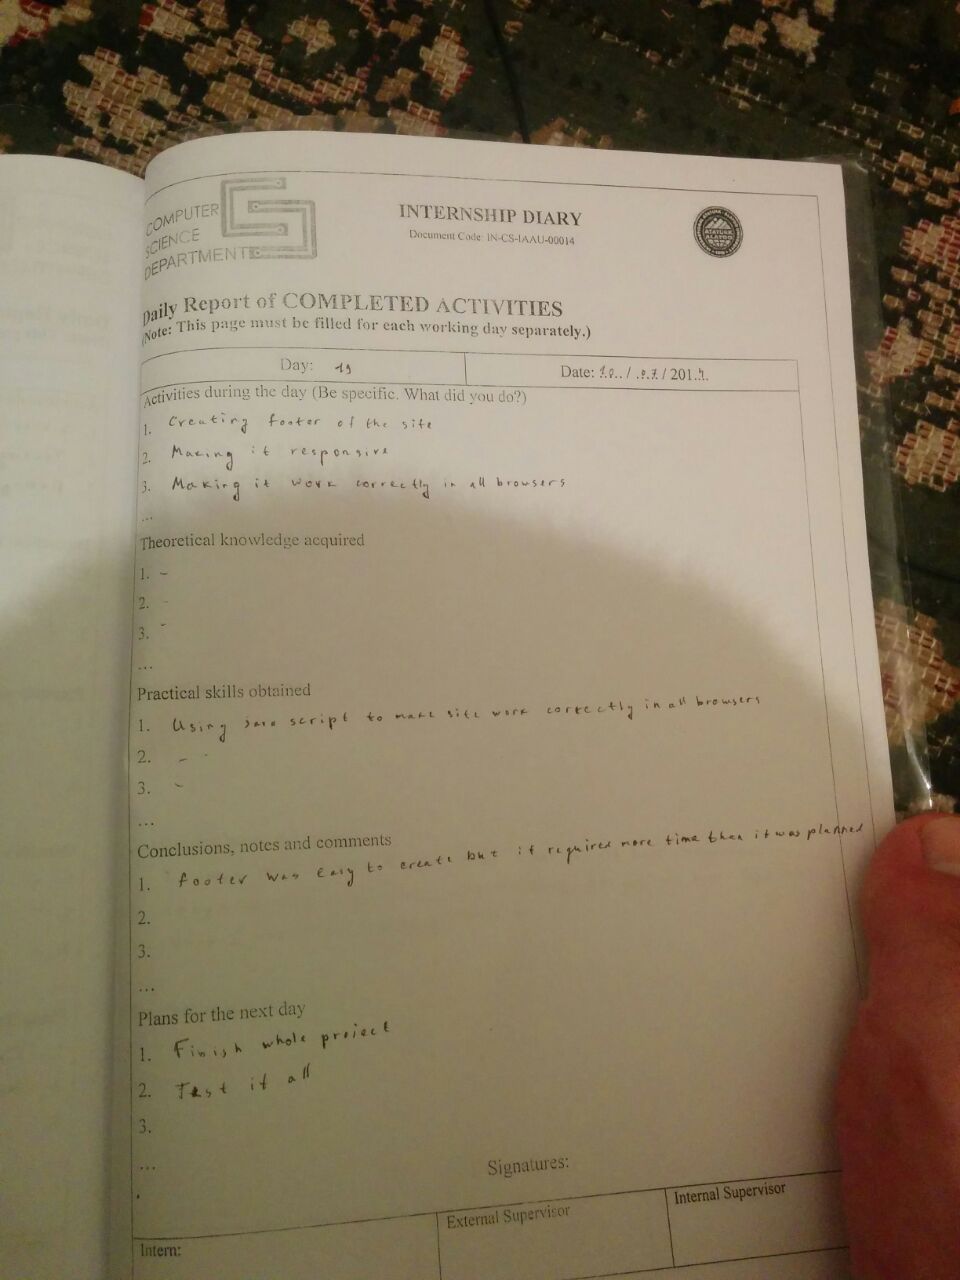 COMPUTER
SCIENCE
DEPARTMENT
INTERNSHIP DIARY
Document Code: IN-CS-IAAU-00014
ATATURK
ALATOO
Daily Report of COMPLETED ACTIVITIES
(Note: This page must be filled for each working day separately.)
Day: 19
Date: / .0.7 / 201
Activities during the day (Be specific. What did you do?)
1. Creating footer of the site
2. Making it responsive
3. Making it work correctly in all browsers
...
Theoretical knowledge acquired
1. -
2. -
3. -
...
Practical skills obtained
1. Using java script to make site work correctly in all browsers
2. -
3. -
...
Conclusions, notes and comments
1. footer was easy to create but it required more time then it was planned
2.
3.
...
Plans for the next day
1. Finish whole project
2. Test it all
3.
...
Signatures:
Intern:
External Supervisor
Internal Supervisor